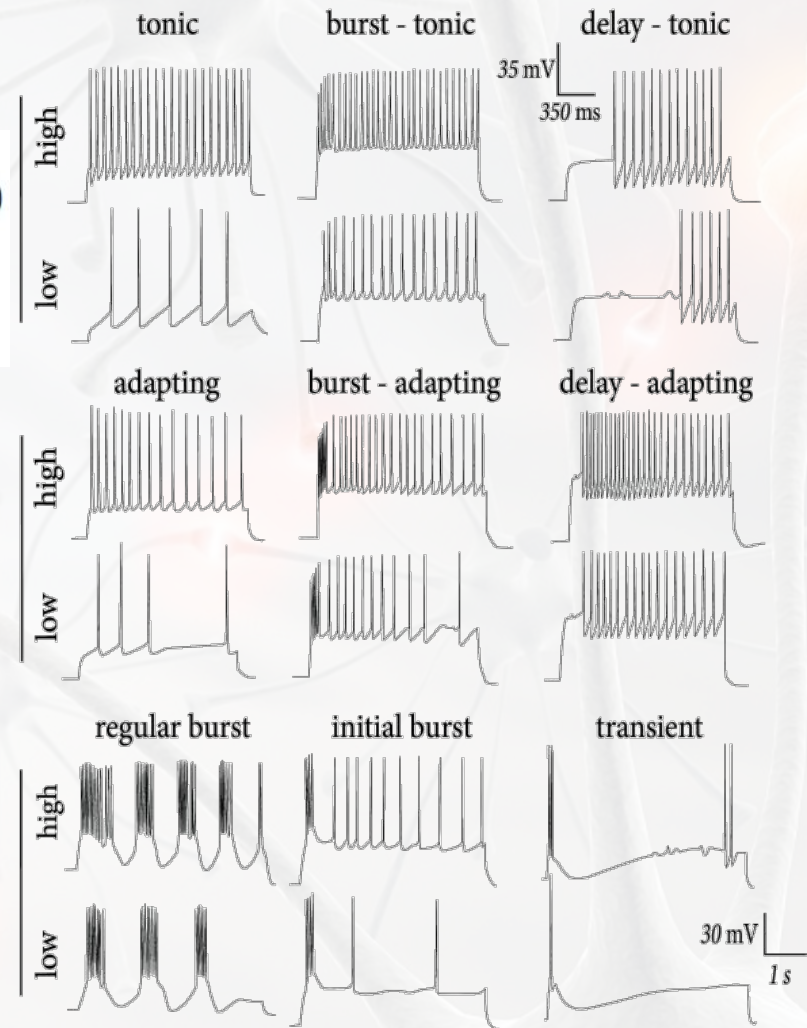 tonic
burst - tonic
delay - tonic
35 mV
350 ms
high
low
adapting
burst - adapting
delay - adapting
high
low
regular burst
initial burst
transient
high
low
30 mV
1 s